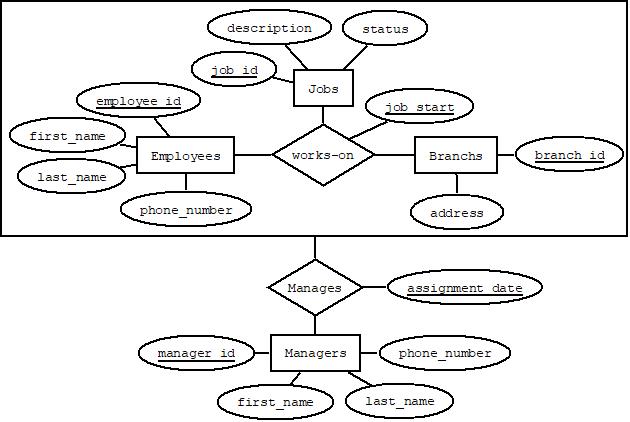 description
status
job_id
Jobs
employee_id
job_start
first_name
Employees
works-on
Branchs
branch_id
last_name
phone_number
address
Manages
assignment_date
manager_id
Managers
phone_number
first_name
last_name